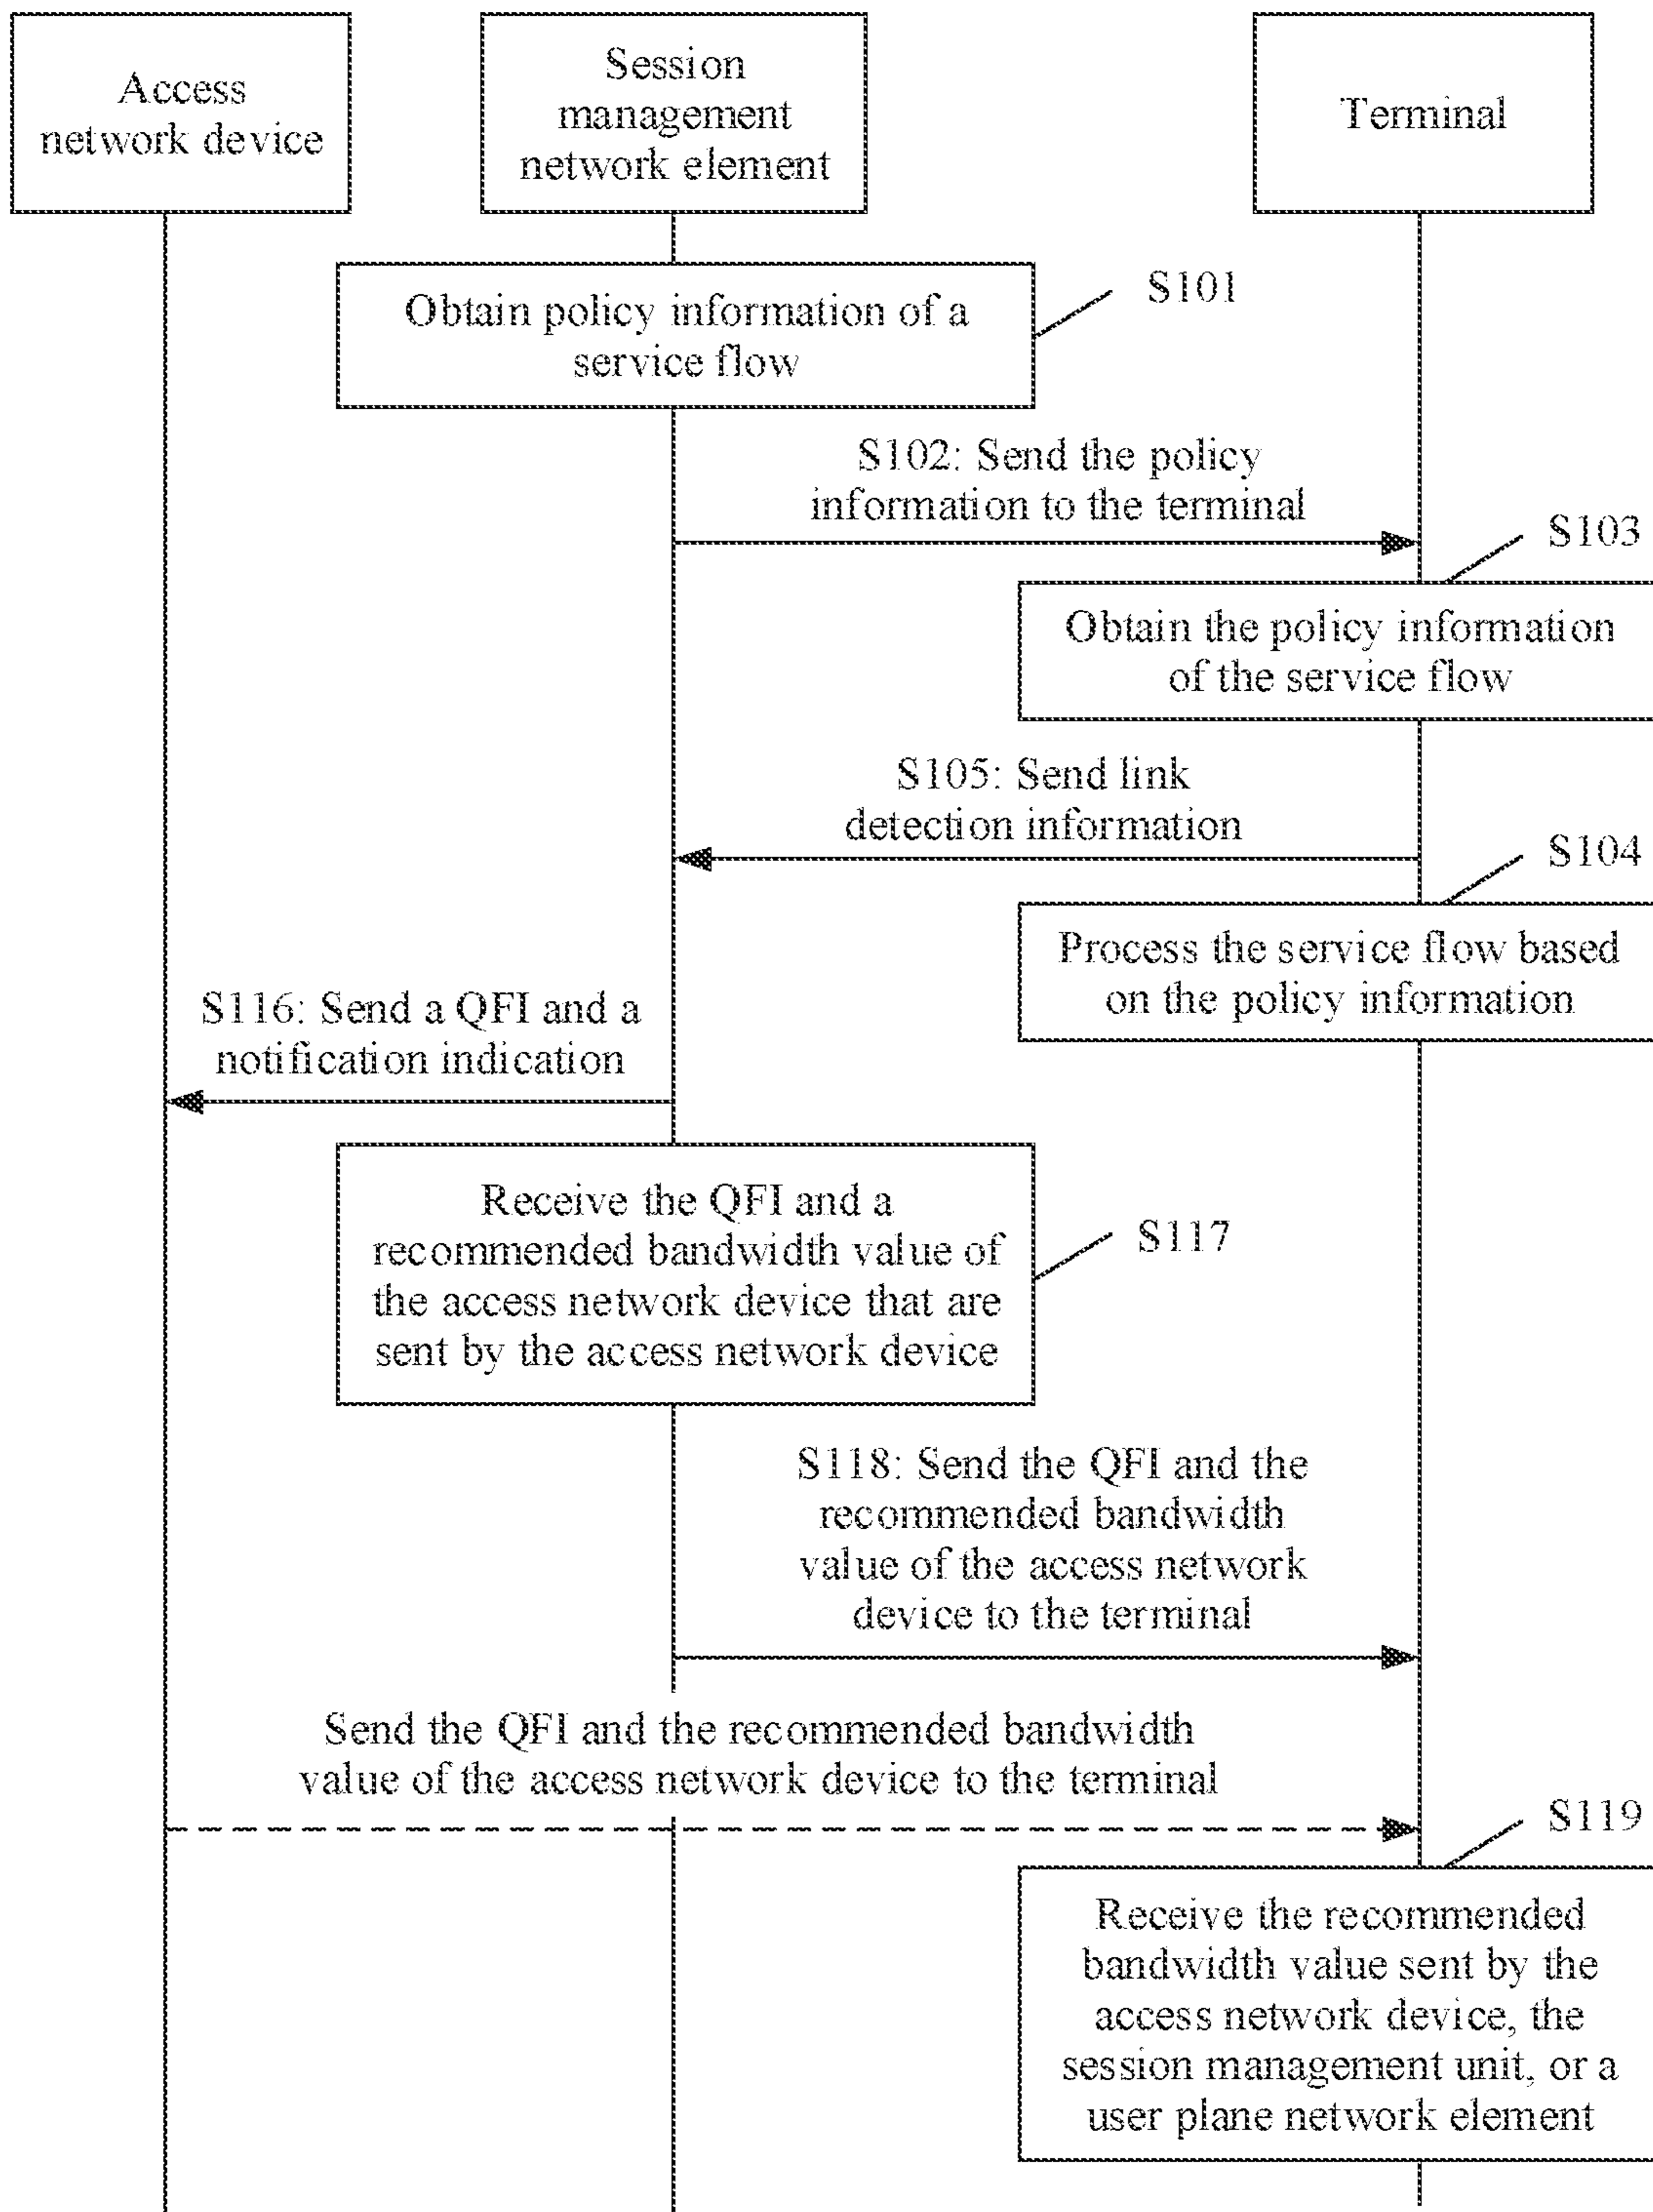 Access
network device
Session
management
network element
Terminal
Obtain policy information of a
service flow
S101
S102: Send the policy
information to the terminal
S103
Obtain the policy information
of the service flow
S105: Send link
detection information
S104
Process the service flow based
on the policy information
S116: Send a QFI and a
notification indication
Receive the QFI and a
recommended bandwidth value of
the access network device that are
sent by the access network device
S117
S118: Send the QFI and the
recommended bandwidth
value of the access network
device to the terminal
Send the QFI and the recommended bandwidth
value of the access network device to the terminal
S119
Receive the recommended
bandwidth value sent by the
access network device, the
session management unit, or a
user plane network element